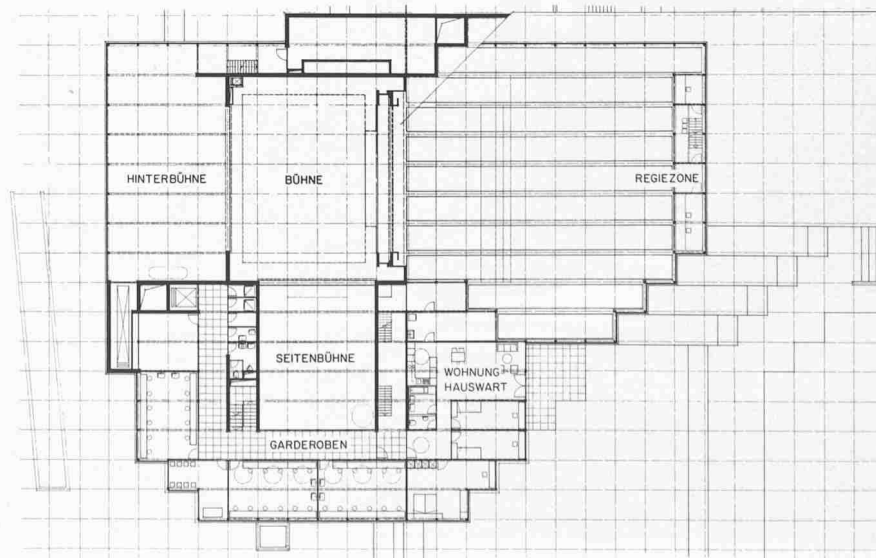 HINTERBÜHNE
BÜHNE
REGIEZONE
SEITENBÜHNE
WOHNUNG
HAUSWART
GARDEROBEN